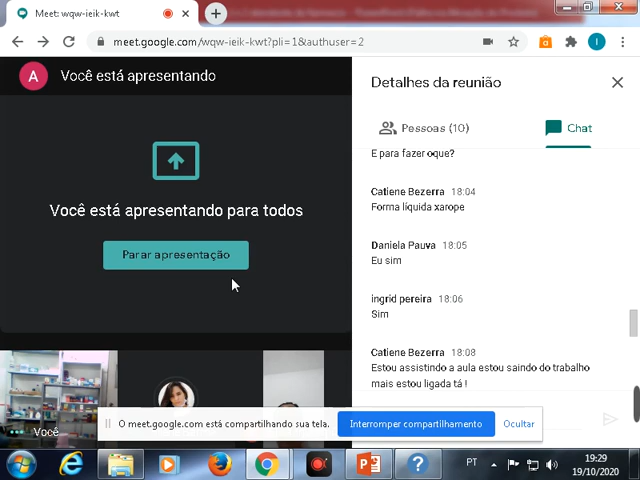 Meet: wqw-ieik-kwt
meet.google.com/wqw-ieik-kwt?pli=1&authuser=2
I
A
Você está apresentando
Você está apresentando para todos
Parar apresentação
Você
Detalhes da reunião
Pessoas (10)
Chat
E para fazer oque?
Catiene Bezerra 18:04
Forma líquida xarope
Daniela Pauva 18:05
Eu sim
ingrid pereira 18:06
Sim
Catiene Bezerra 18:08
Estou assistindo a aula estou saindo do trabalho
mais estou ligada tá !
O meet.google.com está compartilhando sua tela.
Interromper compartilhamento
Ocultar
PT
19:29
19/10/2020